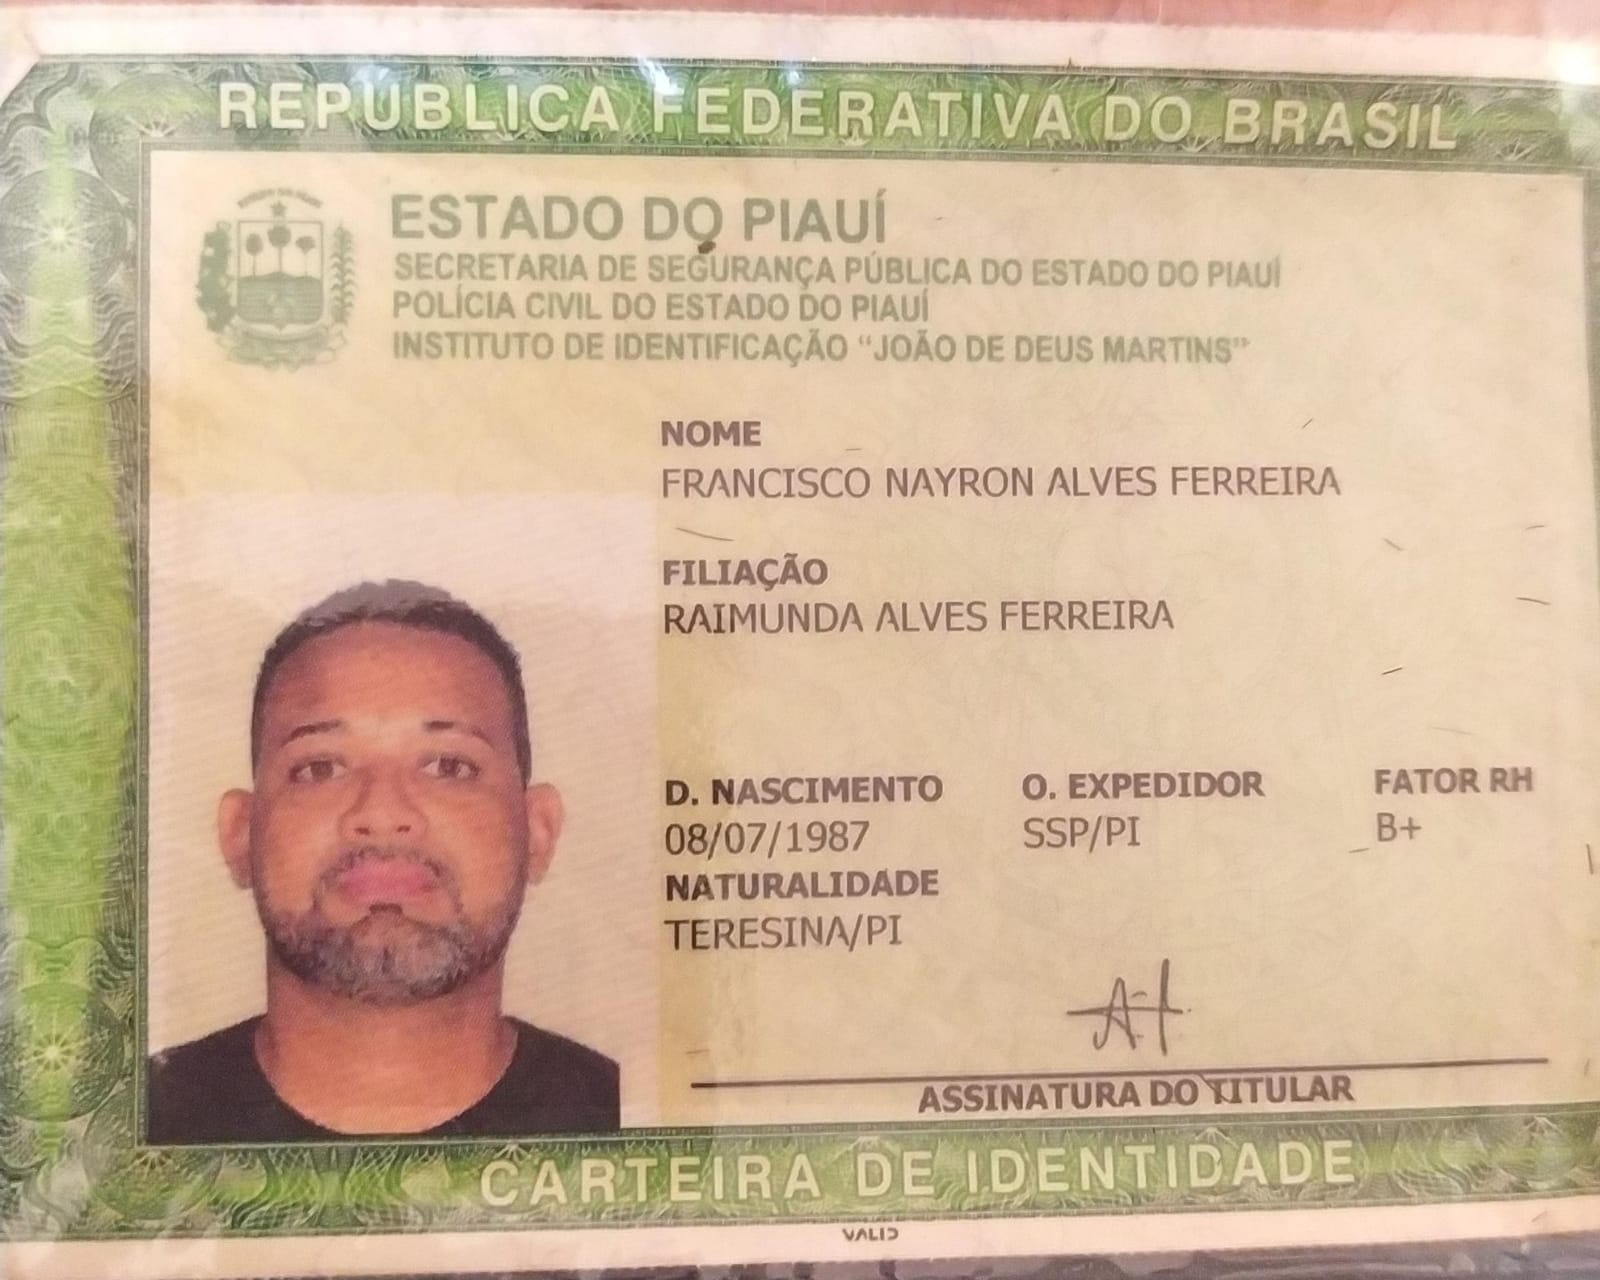 REPÚBLICA FEDERATIVA DO BRASIL
ESTADO DO PIAUÍ
SECRETARIA DE SEGURANÇA PÚBLICA DO ESTADO DO PIAUÍ
POLÍCIA CIVIL DO ESTADO DO PIAUÍ
INSTITUTO DE IDENTIFICAÇÃO “JOÃO DE DEUS MARTINS”
NOME
FRANCISCO NAYRON ALVES FERREIRA
FILIAÇÃO
RAIMUNDA ALVES FERREIRA
D. NASCIMENTO O. EXPEDIDOR FATOR RH
08/07/1987 SSP/PI B+
NATURALIDADE
TERESINA/PI
ASSINATURA DO TITULAR
CARTEIRA DE IDENTIDADE
VALID